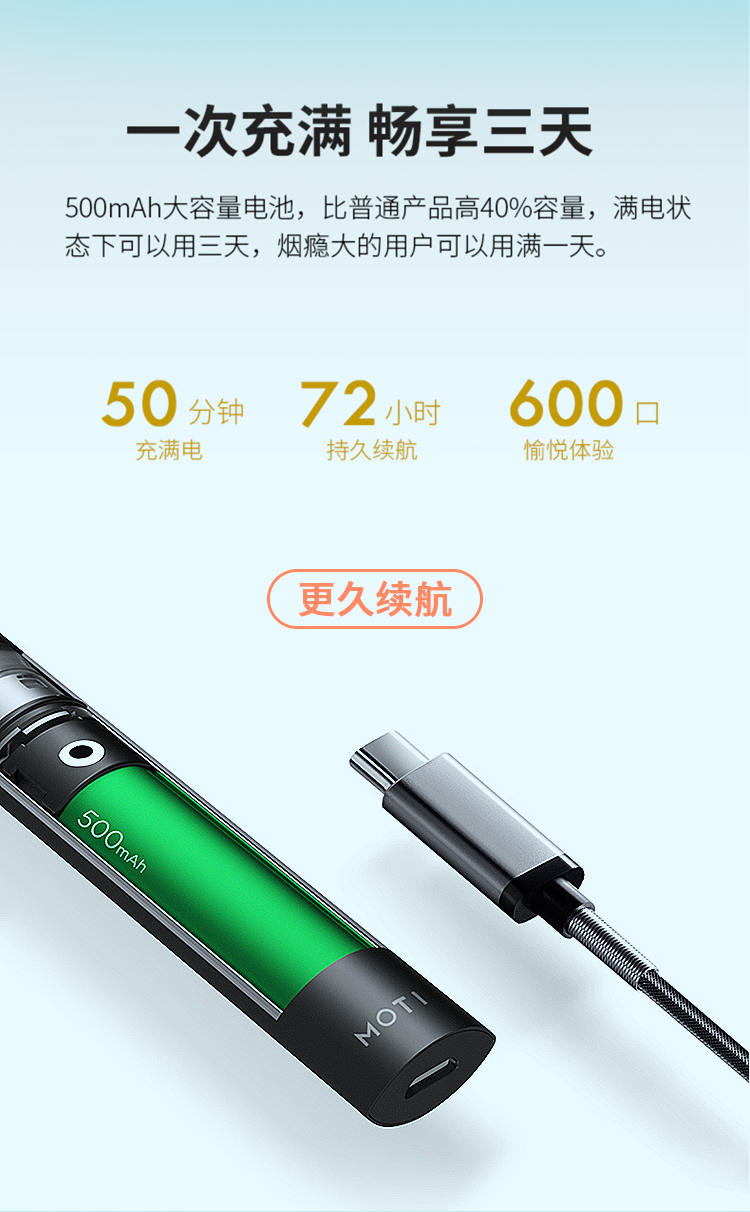 一次充满 畅享三天
500mAh大容量电池，比普通产品高40%容量，满电状
态下可以用三天，烟瘾大的用户可以用满一天。
50 分钟
充满电
72 小时
持久续航
600 口
愉悦体验
更久续航
500mAh
MOTI